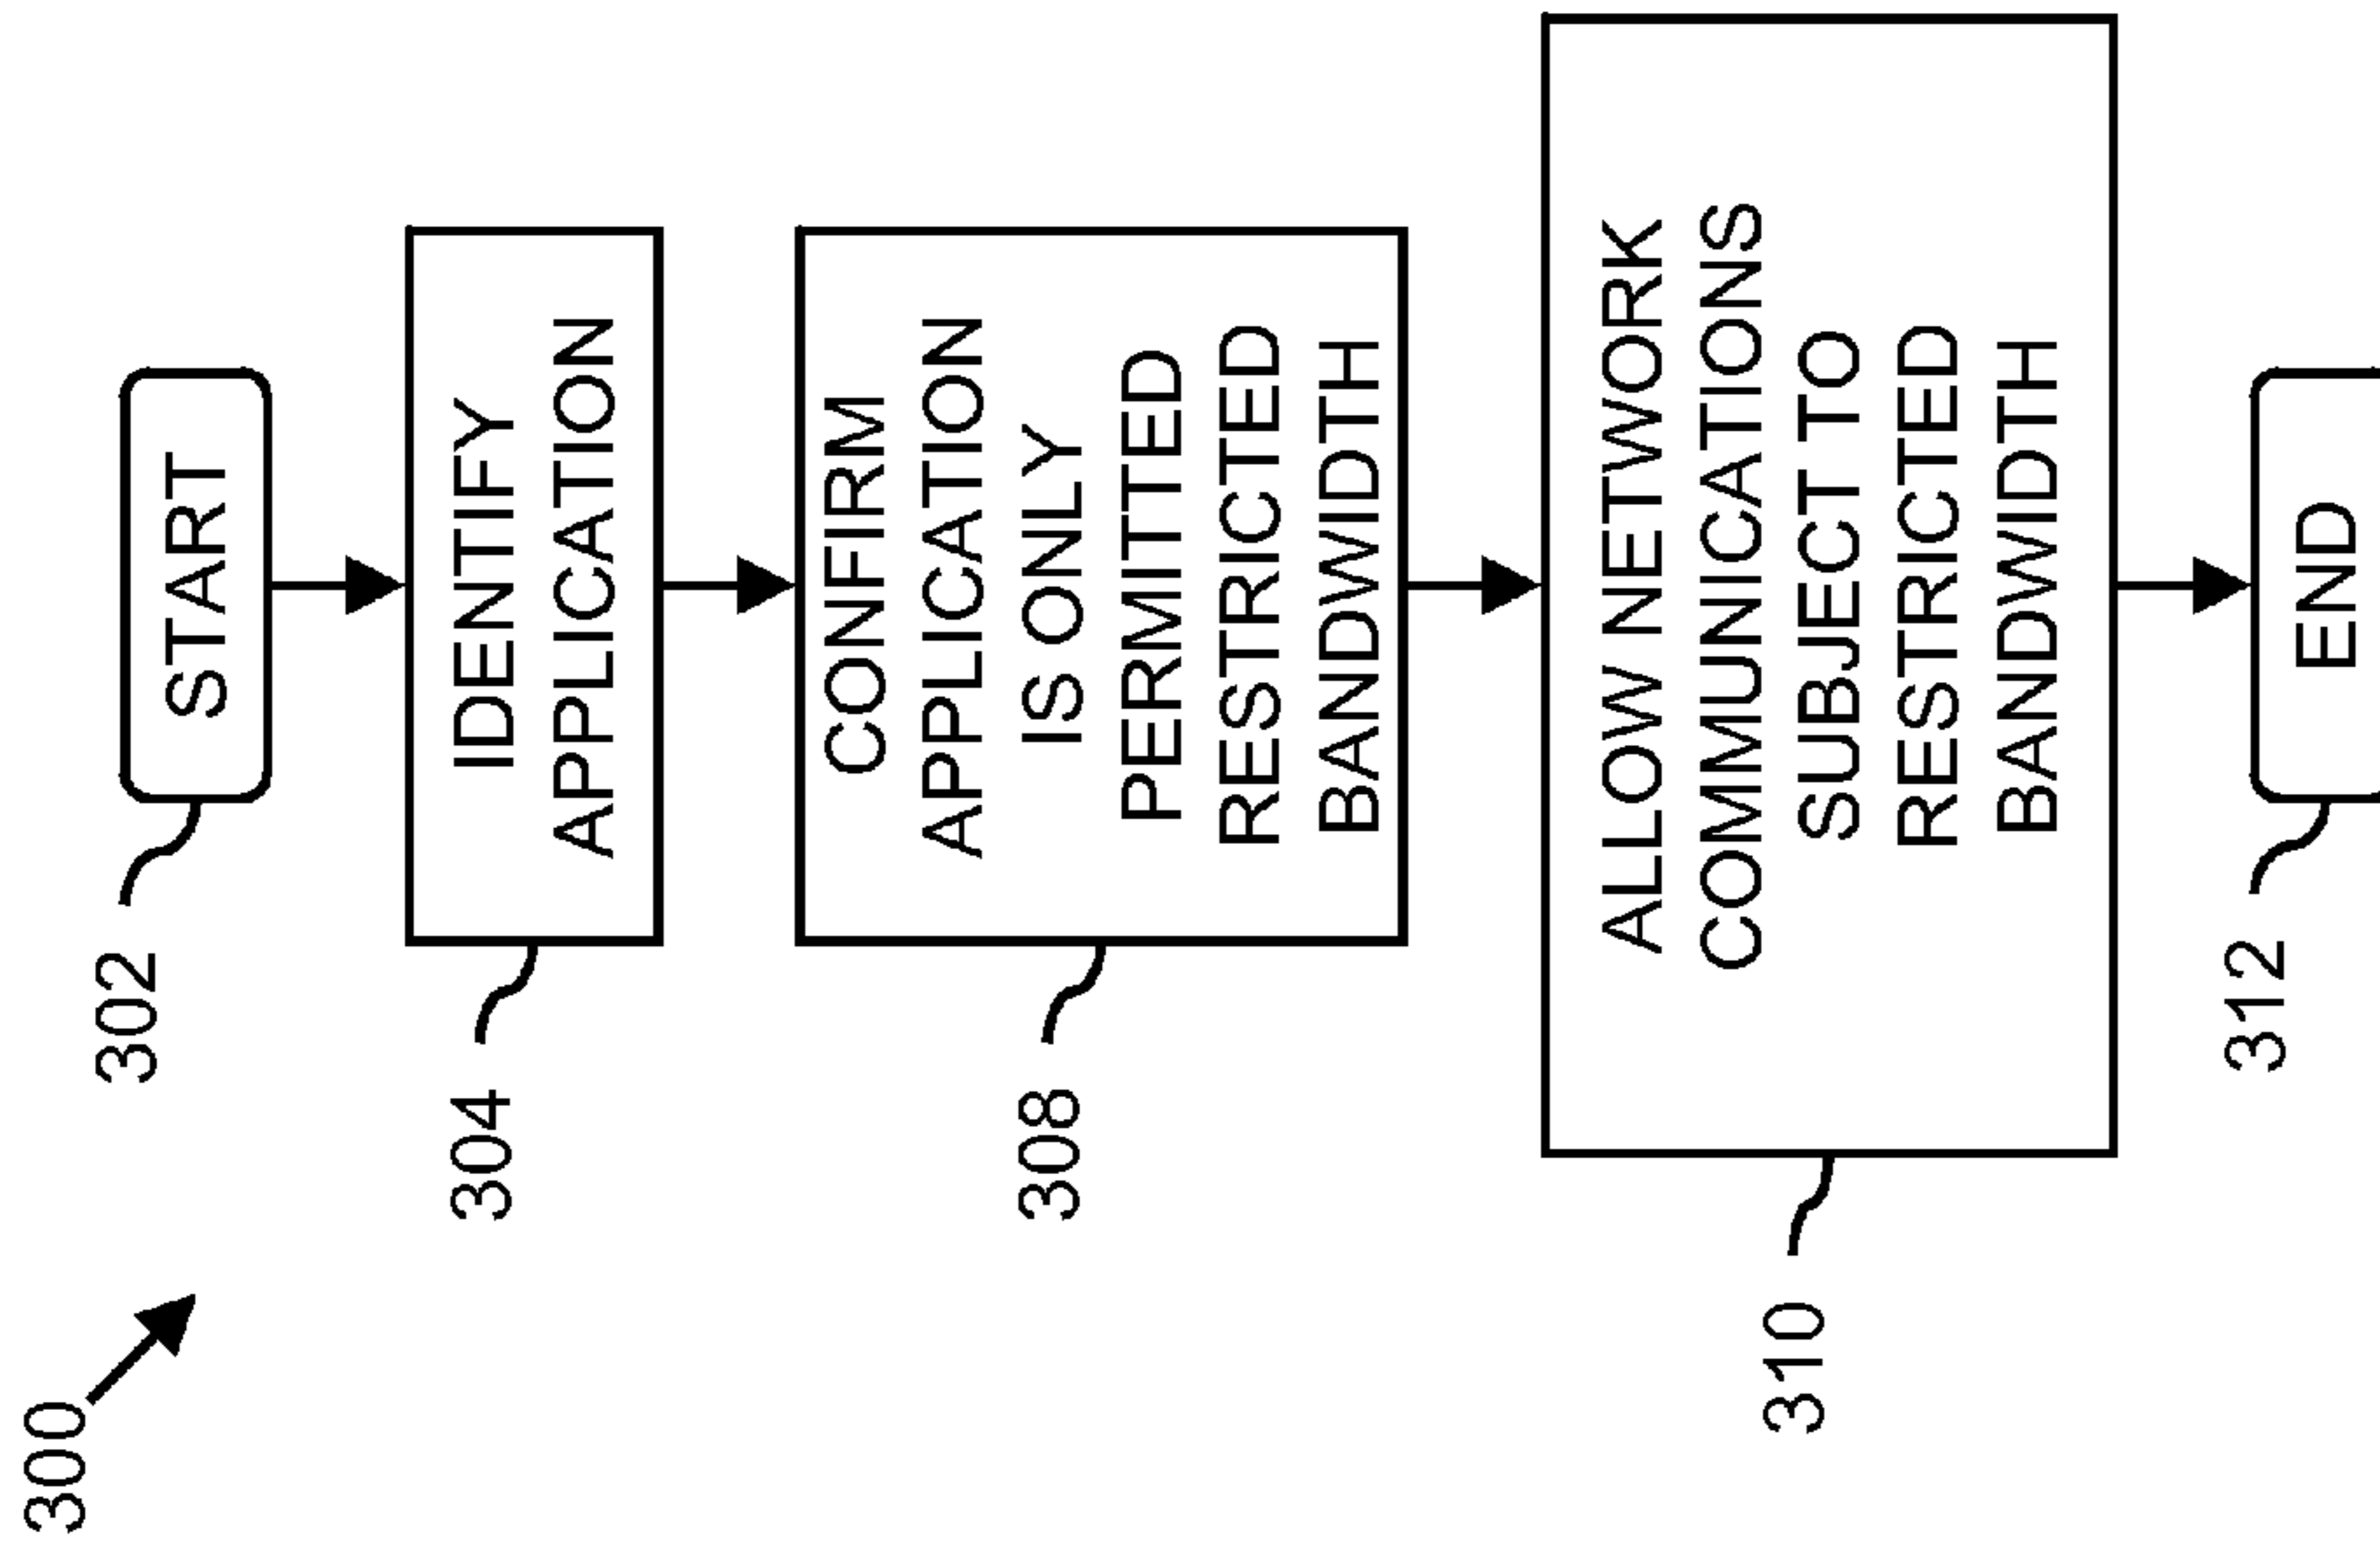 300
302
START
304
IDENTIFY
APPLICATION
308
CONFIRM
APPLICATION
IS ONLY
PERMITTED
RESTRICTED
BANDWIDTH
310
ALLOW NETWORK
COMMUNICATIONS
SUBJECT TO
RESTRICTED
BANDWIDTH
312
END